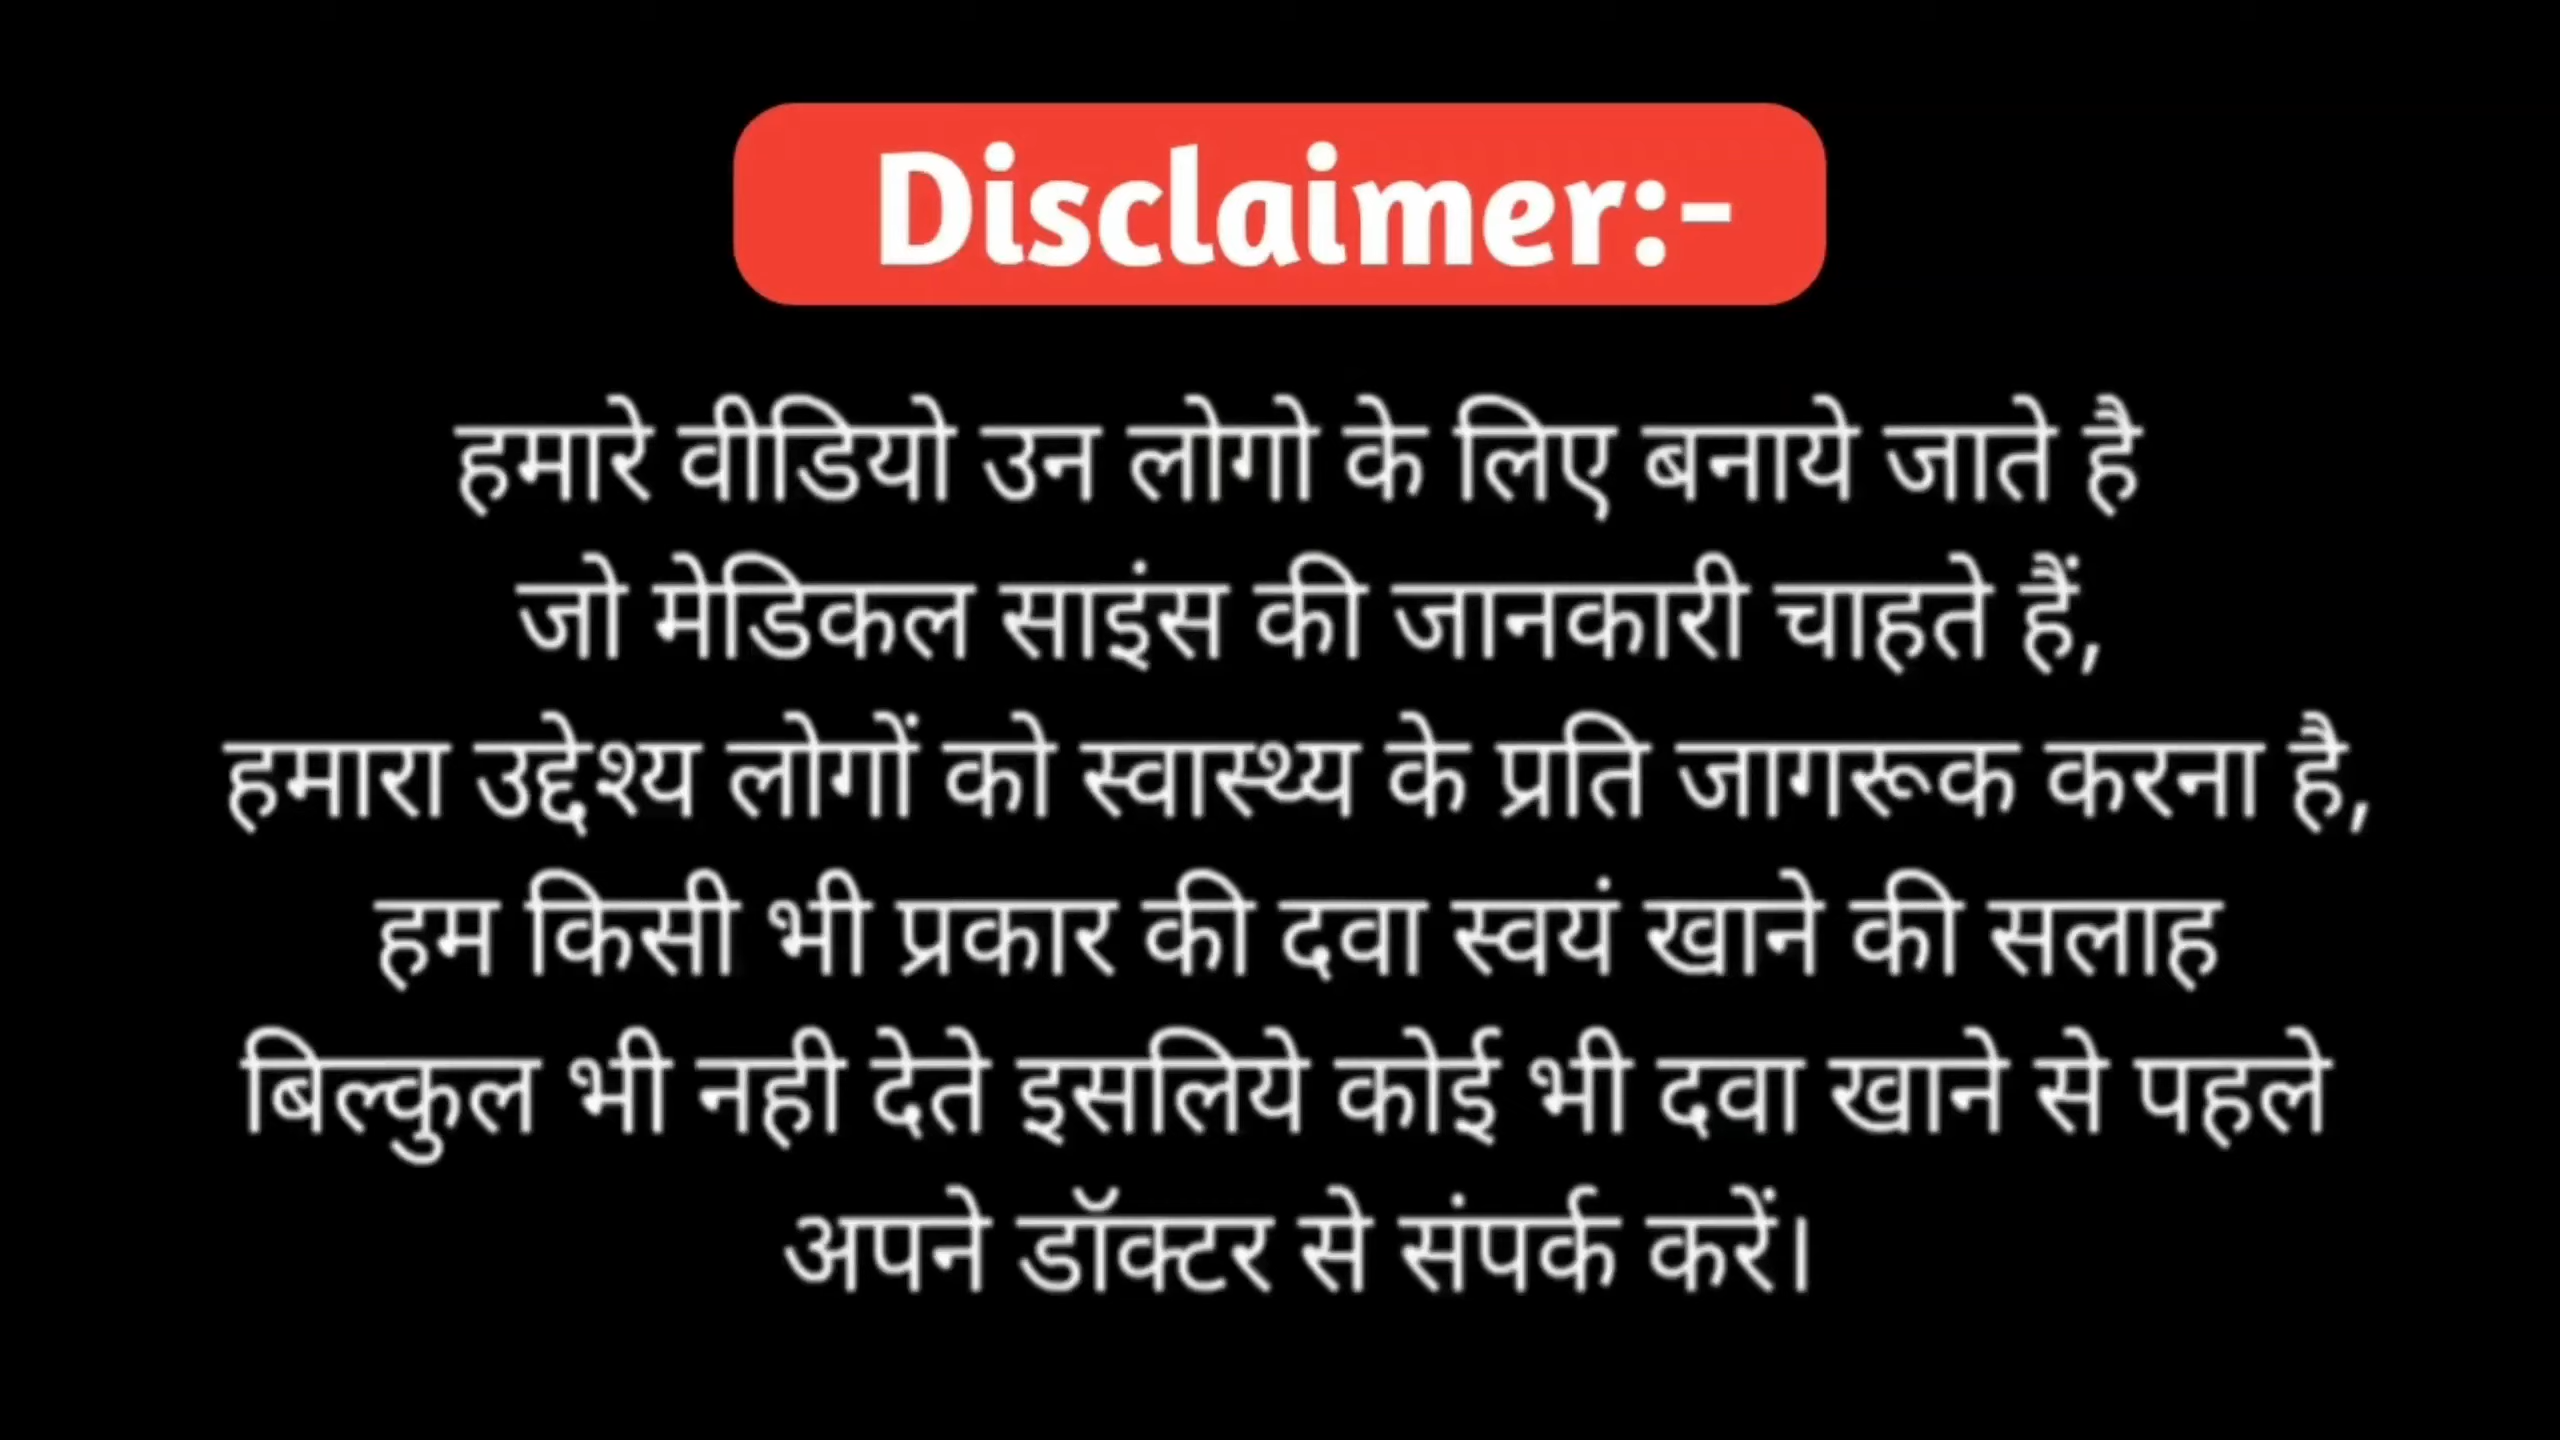 Disclaimer:-
हमारे वीडियो उन लोगो के लिए बनाये जाते है
जो मेडिकल साइंस की जानकारी चाहते हैं,
हमारा उद्देश्य लोगों को स्वास्थ्य के प्रति जागरूक करना है,
हम किसी भी प्रकार की दवा स्वयं खाने की सलाह
बिल्कुल भी नही देते इसलिये कोई भी दवा खाने से पहले
अपने डॉक्टर से संपर्क करें।